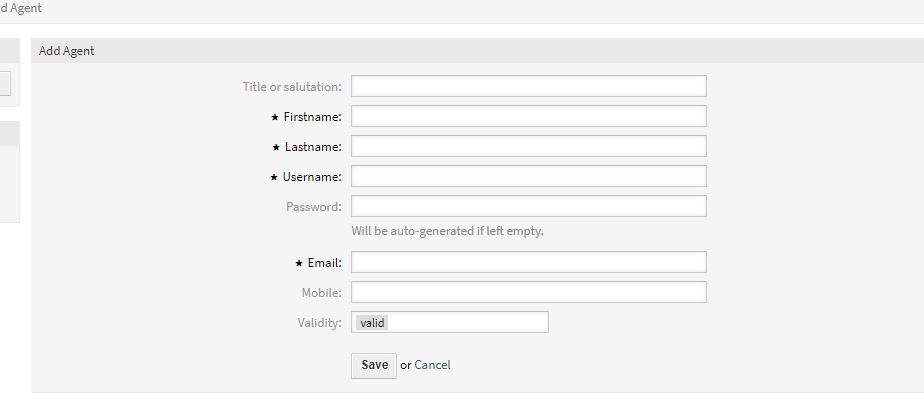 d Agent
Add Agent
Title or salutation:
★ Firstname:
★ Lastname:
★ Username:
Password:
Will be auto-generated if left empty.
★ Email:
Mobile:
Validity: valid
Save or Cancel